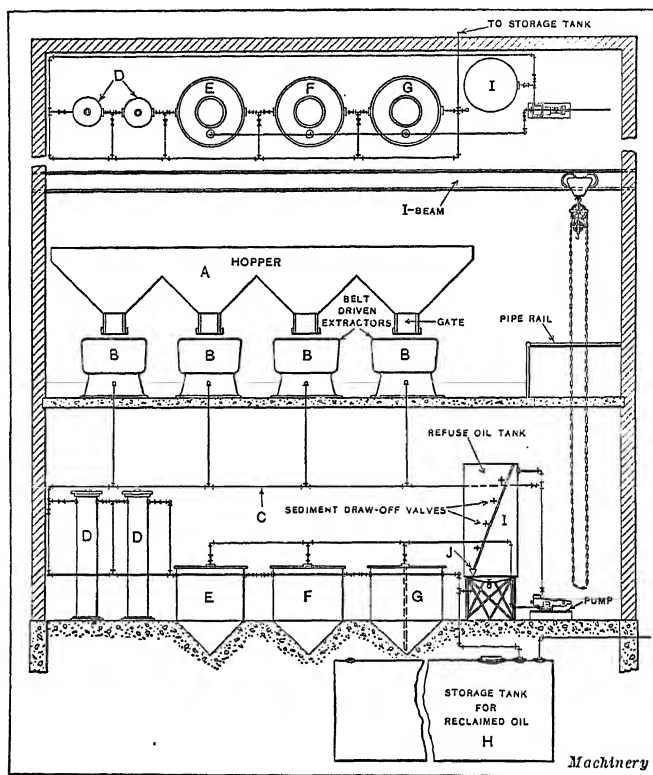 TO STORAGE TANK
D
E
F
G
I
I-BEAM
A
HOPPER
BELT
DRIVEN
EXTRACTORS
GATE
PIPE RAIL
B
B
B
B
REFUSE OIL TANK
C
SEDIMENT DRAW-OFF VALVES
I
D
D
J
E
F
G
PUMP
STORAGE TANK
FOR
RECLAIMED OIL
H
Machinery